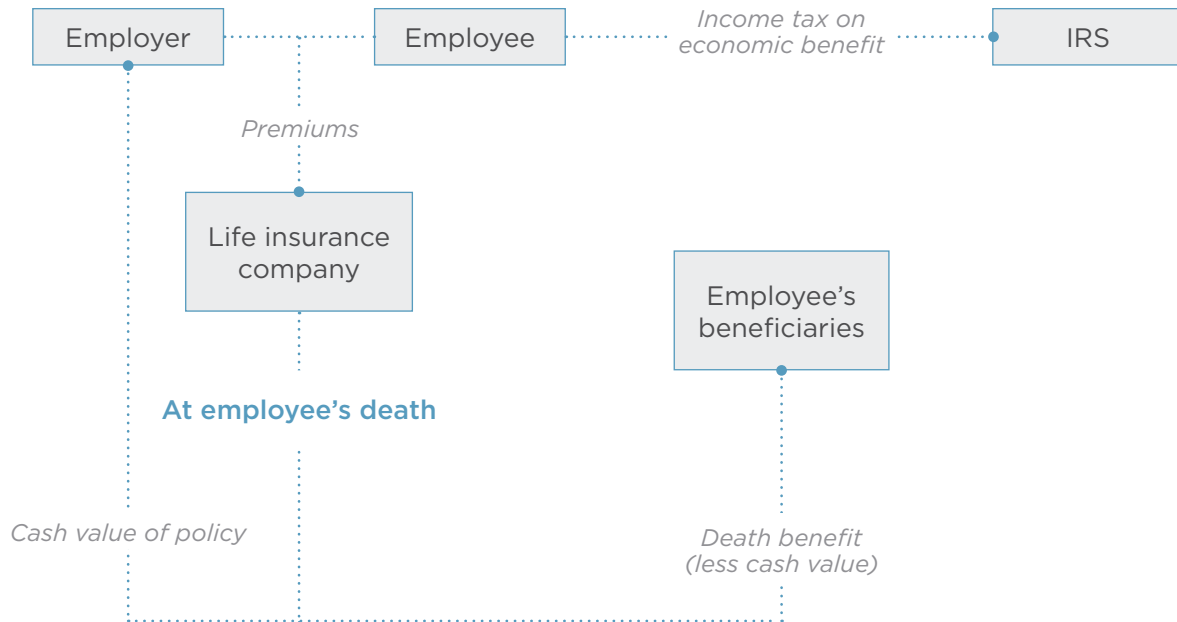 Employer
Employee
Income tax on
economic benefit
IRS
Premiums
Life insurance
company
Employee’s
beneficiaries
At employee’s death
Cash value of policy
Death benefit
(less cash value)